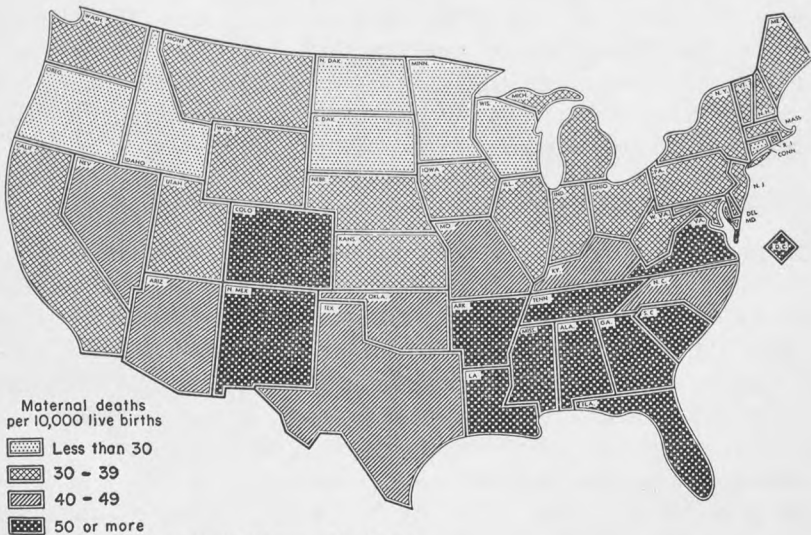 WASH.
MONT.
N. DAK.
MINN.
ME.
OREG.
IDAHO
WYO.
S. DAK.
WIS.
MICH.
N. Y.
VT.
N. H.
MASS
R. I.
CONN.
CALIF.
NEV.
UTAH
NEBR.
IOWA
ILL.
IND.
OHIO
PA.
N. J.
COLO.
KANS.
MO.
KY.
W. VA.
VA.
DEL.
MD.
D.C.
ARIZ.
N. MEX.
OKLA.
TEX.
ARK.
TENN.
N. C.
S. C.
LA.
MISS.
ALA.
GA.
FLA.
Maternal deaths
per 10,000 live births
Less than 30
30 - 39
40 - 49
50 or more